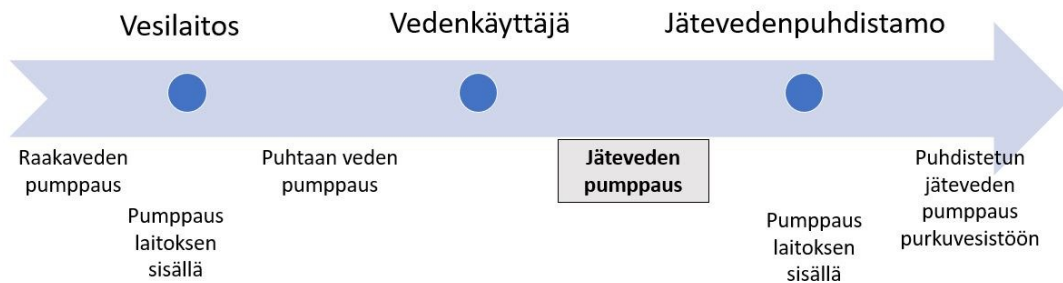 Vesilaitos
Vedenkäyttäjä
Jätevedenpuhdistamo
Raakaveden
pumppaus
Pumppaus
laitoksen
sisällä
Puhtaan veden
pumppaus
Jäteveden
pumppaus
Pumppaus
laitoksen
sisällä
Puhdistetun
jäteveden
pumppaus
purkuvesistöön